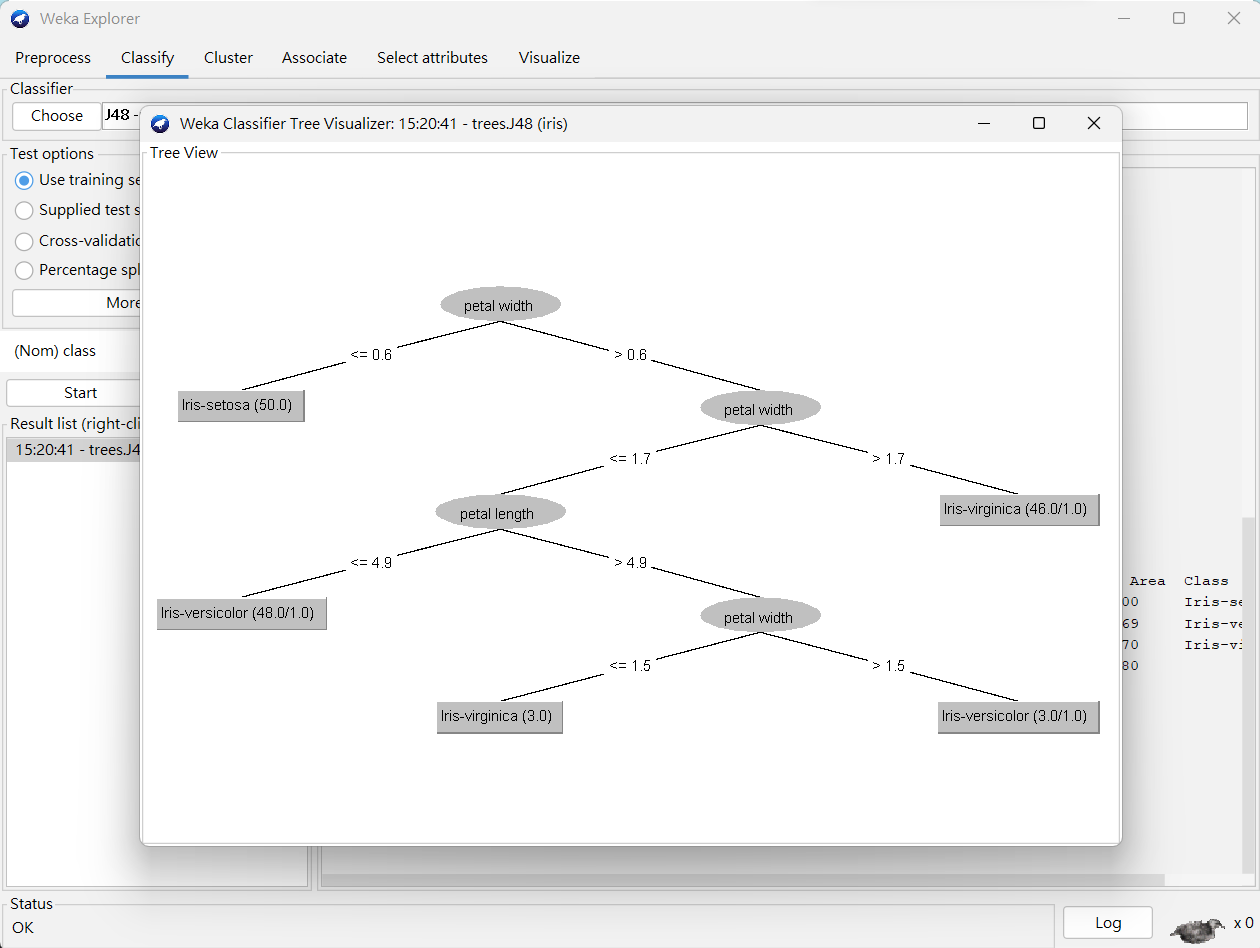 Weka Explorer
Preprocess Classify Cluster Associate Select attributes Visualize
Classifier
Choose J48 -
Weka Classifier Tree Visualizer: 15:20:41 - trees.J48 (iris)
Tree View
Test options
Use training se
Supplied test s
Cross-validatio
Percentage spl
More
(Nom) class
Start
Result list (right-cli
15:20:41 - trees.J4
petal width
<= 0.6 > 0.6
Iris-setosa (50.0) petal width
<= 1.7 > 1.7
petal length Iris-virginica (46.0/1.0)
<= 4.9 > 4.9
Iris-versicolor (48.0/1.0) petal width
<= 1.5 > 1.5
Iris-virginica (3.0) Iris-versicolor (3.0/1.0)
Area Class
00 Iris-se
69 Iris-ve
70 Iris-vi
80
Status
OK
Log
x 0